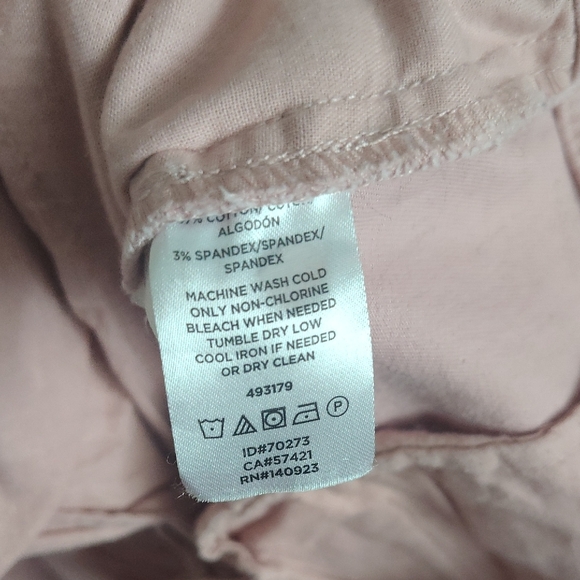 % COTTON/
ALGODÓN
3% SPANDEX/SPANDEX/
SPANDEX
MACHINE WASH COLD
ONLY NON-CHLORINE
BLEACH WHEN NEEDED
TUMBLE DRY LOW
COOL IRON IF NEEDED
OR DRY CLEAN
493179
P
ID#70273
CA#57421
RN#140923